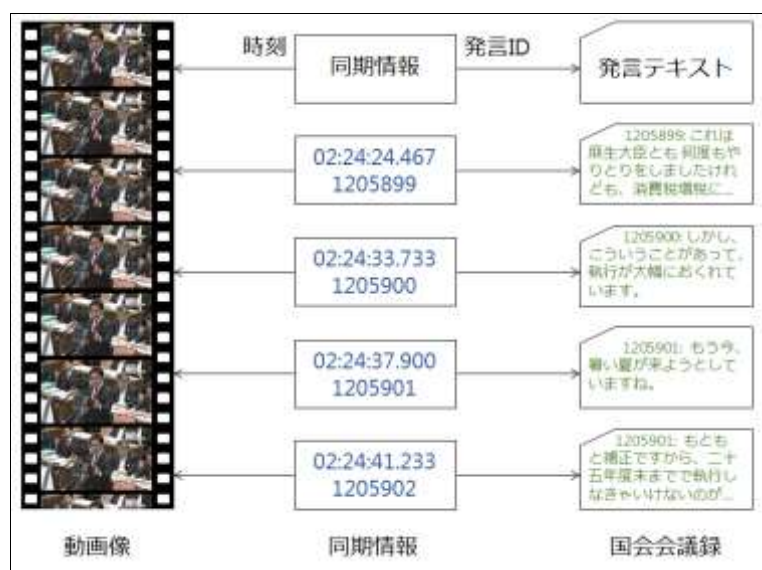 時刻
同期情報
発言ID
発言テキスト
02:24:24.467
1205899
1205899: これは
麻生大臣とも 何度もや
りとりをしましたけれ
ども、消費税増税に...
02:24:33.733
1205900
1205900: しかし、
こういうことがあって、
執行が大幅におくれて
います。
02:24:37.900
1205901
1205901: もう今、
暑い夏が来ようとして
いますね。
02:24:41.233
1205902
1205901: もともと
と補正ですから、二十
五年度末までで執行し
なきゃいけないのが...
動画像
同期情報
国会会議録